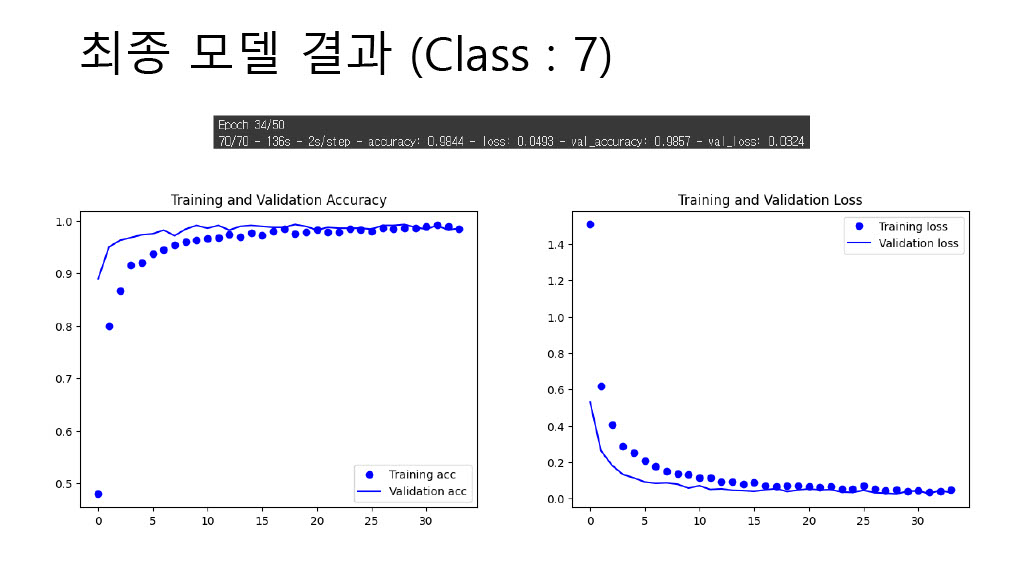 최종 모델 결과 (Class : 7)
Epoch 34/50
70/70 - 136s - 2s/step - accuracy: 0.9844 - loss: 0.0493 - val_accuracy: 0.9857 - val_loss: 0.0324
Training and Validation Accuracy
1.0
0.9
0.8
0.7
0.6
0.5
Training acc
Validation acc
0 5 10 15 20 25 30
Training and Validation Loss
Training loss
Validation loss
1.4
1.2
1.0
0.8
0.6
0.4
0.2
0.0
0 5 10 15 20 25 30